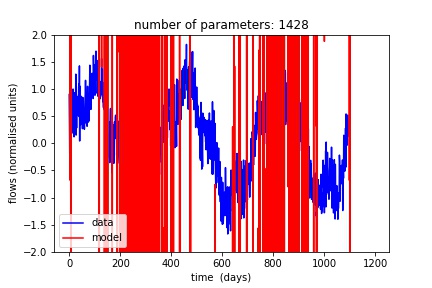 number of parameters: 1428
flows (normalised units)
2.0
1.5
1.0
0.5
0.0
−0.5
−1.0
−1.5
−2.0
data
model
0 200 400 600 800 1000 1200
time (days)